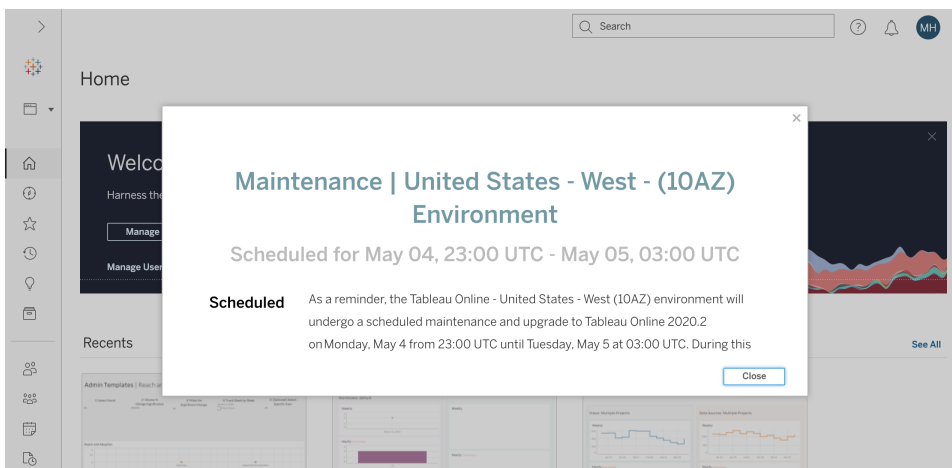 Search
MH
Home
Welco
Harness the
Manage
Manage User
Maintenance | United States - West - (10AZ)
Environment
Scheduled for May 04, 23:00 UTC - May 05, 03:00 UTC
Scheduled
As a reminder, the Tableau Online - United States - West (10AZ) environment will
undergo a scheduled maintenance and upgrade to Tableau Online 2020.2
on Monday, May 4 from 23:00 UTC until Tuesday, May 5 at 03:00 UTC. During this
Close
Recents
See All
Admin Templates | Reach